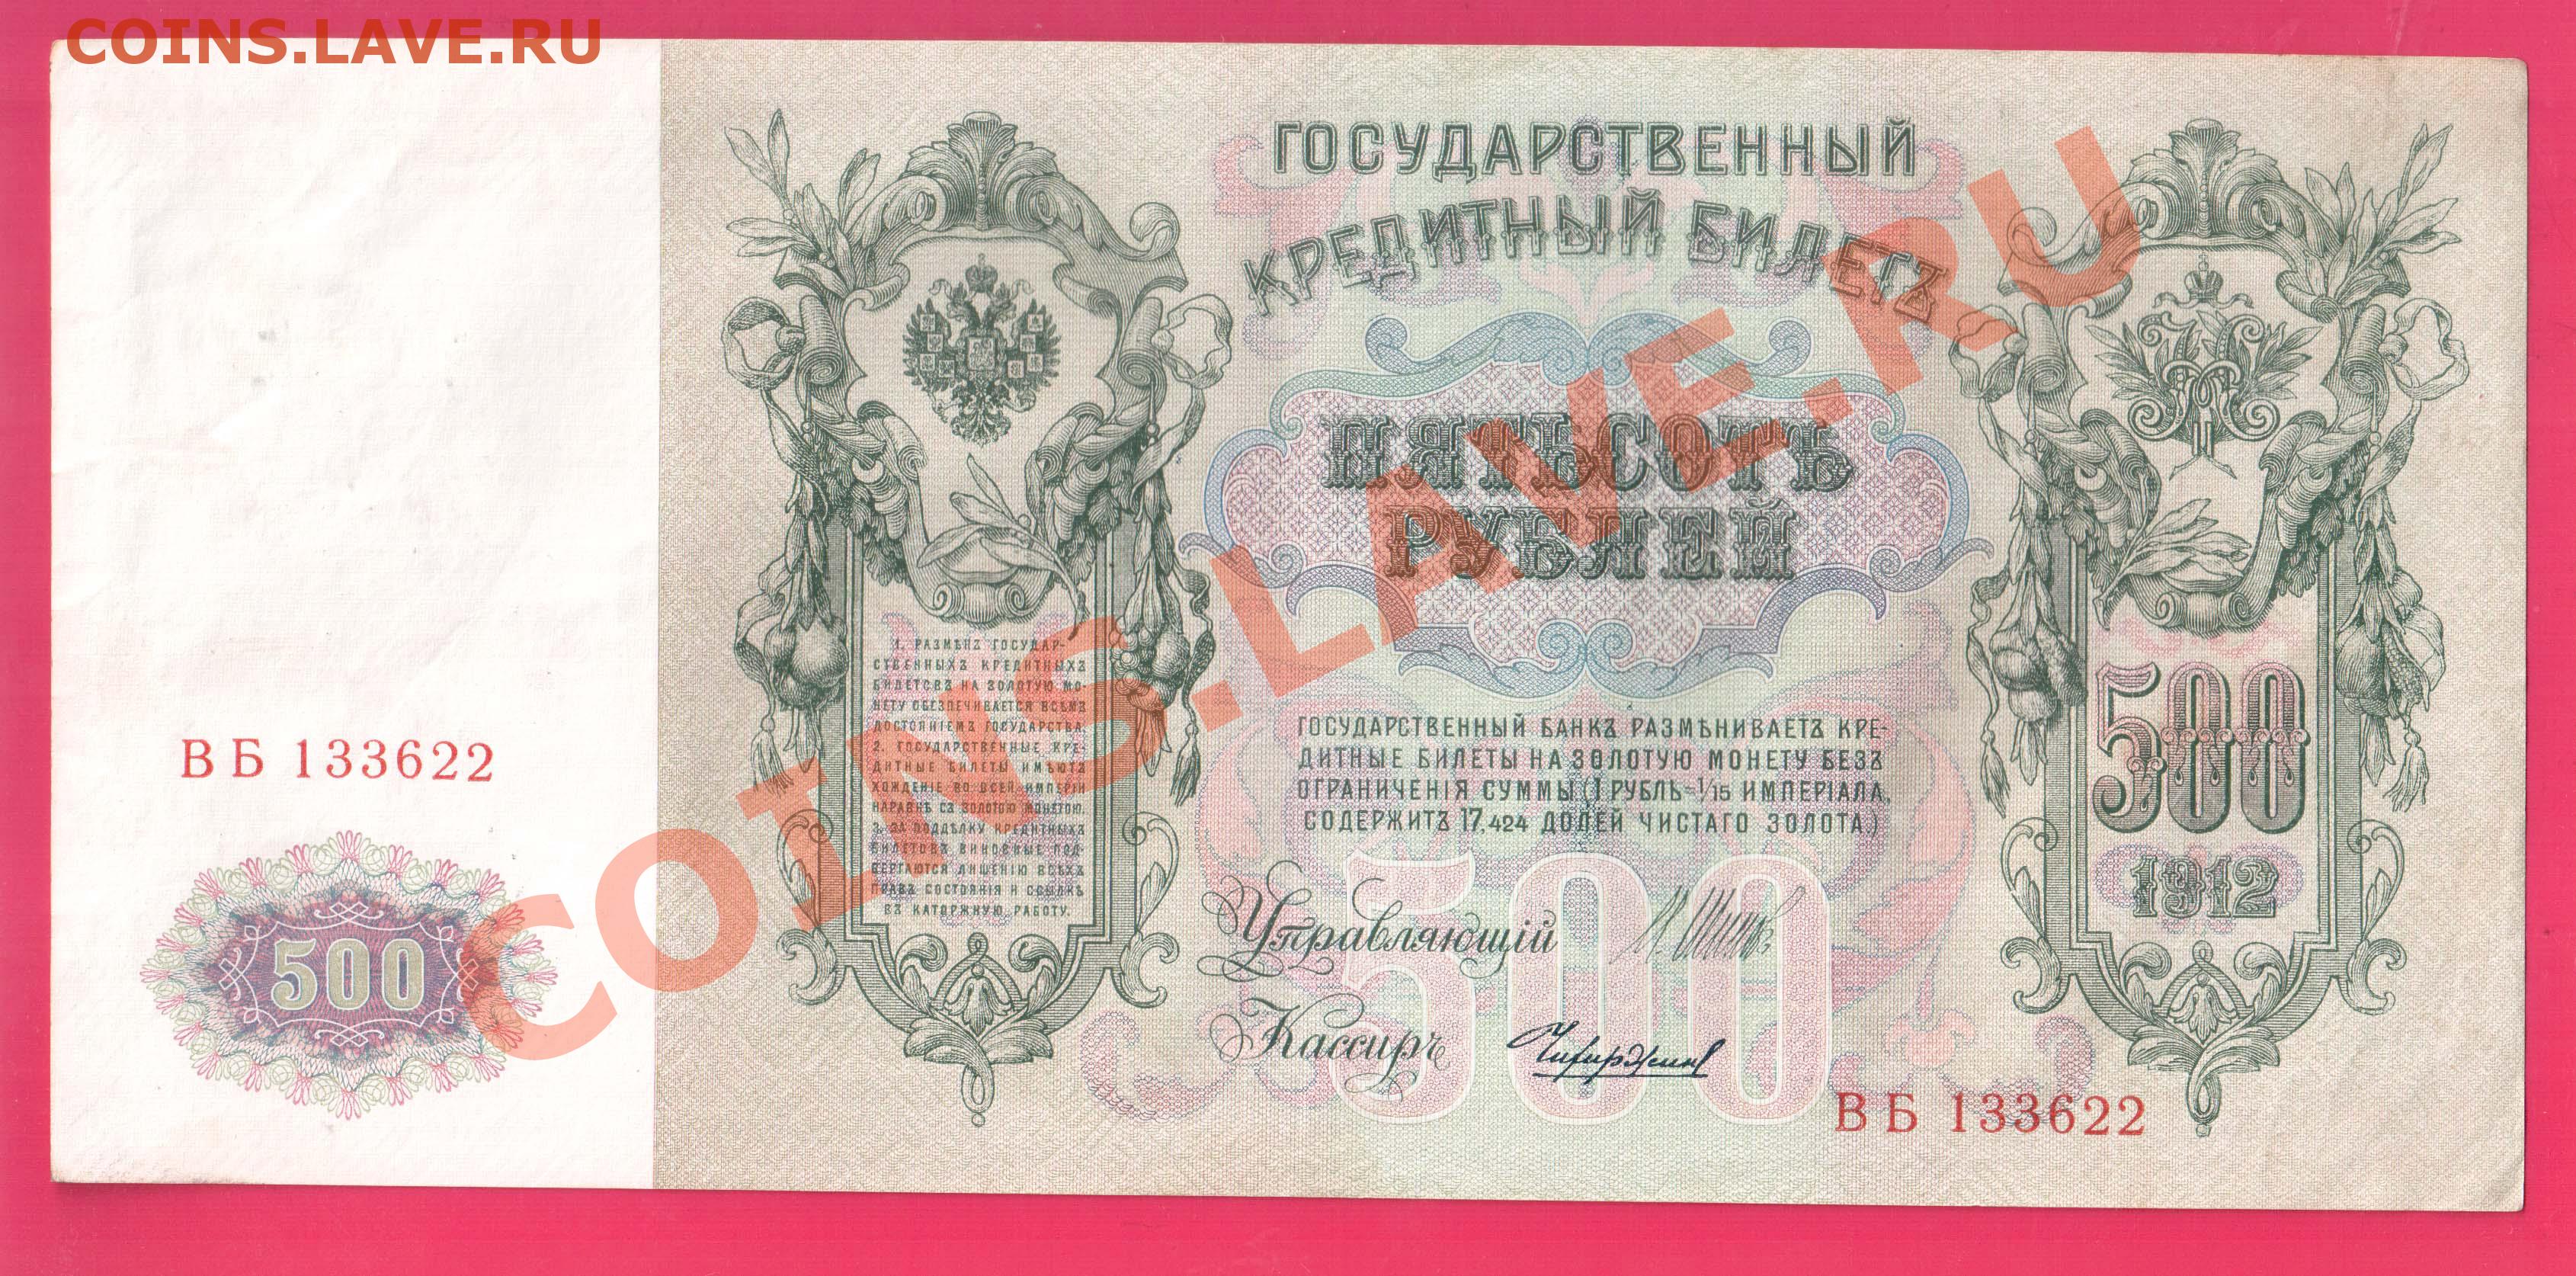 COINS.LAVE.RU
ГОСУДАРСТВЕННЫЙ
КРЕДИТНЫЙ БИЛЕТЪ
ПЯТЬСОТЪ
РУБЛЕЙ
1. РАЗМѢНЪ ГОСУДАР-
СТВЕННЫХЪ КРЕДИТНЫХЪ
БИЛЕТОВЪ НА ЗОЛОТУЮ МО-
НЕТУ ОБЕЗПЕЧИВАЕТСЯ ВСѢМЪ
ДОСТОЯНІЕМЪ ГОСУДАРСТВА.
2. ГОСУДАРСТВЕННЫЕ КРЕ-
ДИТНЫЕ БИЛЕТЫ ИМѢЮТЪ
ХОЖДЕНІЕ ВО ВСЕЙ ИМПЕРІИ
НАРАВНѢ СЪ ЗОЛОТОЮ МОНЕТОЮ.
3. ЗА ПОДДѢЛКУ КРЕДИТНЫХЪ
БИЛЕТОВЪ ВИНОВНЫЕ ПОД-
ВЕРГАЮТСЯ ЛИШЕНІЮ ВСѢХЪ
ПРАВЪ СОСТОЯНІЯ И ССЫЛКѢ
ВЪ КАТОРЖНУЮ РАБОТУ.
ГОСУДАРСТВЕННЫЙ БАНКЪ РАЗМѢНИВАЕТЪ КРЕ-
ДИТНЫЕ БИЛЕТЫ НА ЗОЛОТУЮ МОНЕТУ БЕЗЪ
ОГРАНИЧЕНІЯ СУММЫ (1 РУБЛЬ=1/15 ИМПЕРІАЛА,
СОДЕРЖИТЪ 17,424 ДОЛЕЙ ЧИСТАГО ЗОЛОТА.)
500
1912
ВБ 133622
500
500
Управляющій И. Шипов
Кассиръ
ВБ 133622
COINS.LAVE.RU